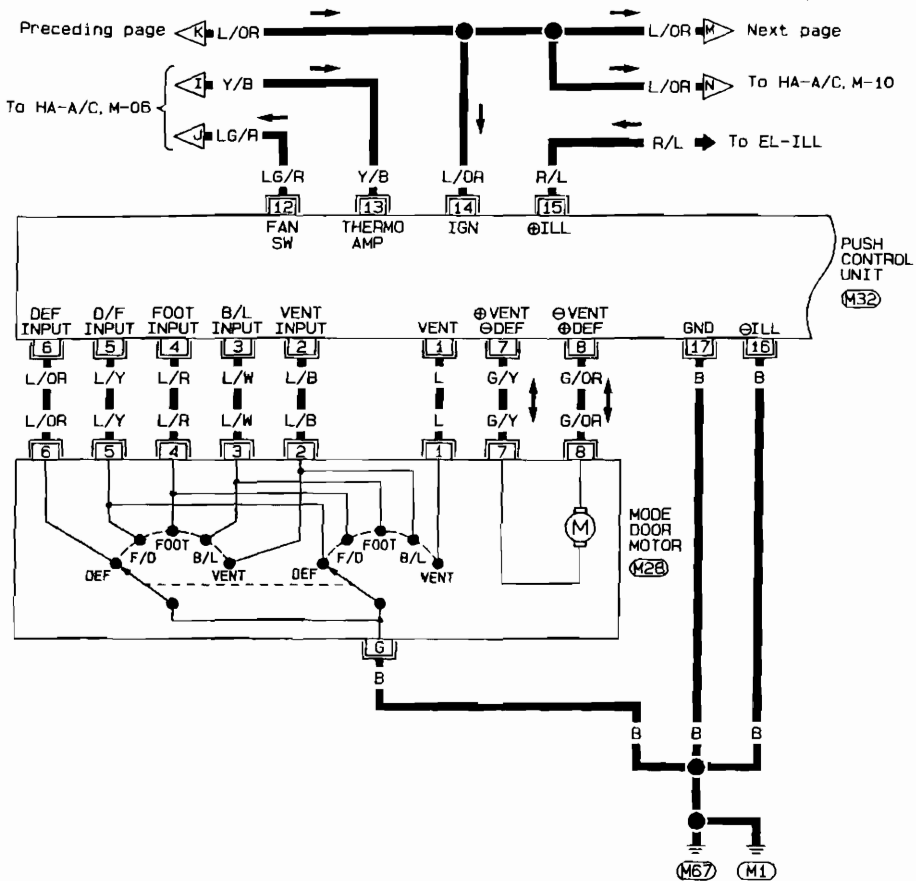 Preceding page K L/OR L/OR M Next page
I Y/B L/OR N To HA-A/C, M-10
To HA-A/C, M-06
J LG/R R/L To EL-ILL
LG/R Y/B L/OR R/L
12 13 14 15
FAN SW THERMO AMP IGN ⊕ILL
PUSH
CONTROL
UNIT
M32
DEF INPUT D/F INPUT FOOT INPUT B/L INPUT VENT INPUT VENT ⊕VENT ⊖DEF ⊖VENT ⊕DEF GND ⊖ILL
6 5 4 3 2 1 7 8 17 16
L/OR L/Y L/R L/W L/B L G/Y G/OR B B
L/OR L/Y L/R L/W L/B L G/Y G/OR
6 5 4 3 2 1 7 8
M
MODE
DOOR
MOTOR
M28
DEF F/D FOOT B/L VENT DEF F/D FOOT B/L VENT
G
B
B B B
M67 M1